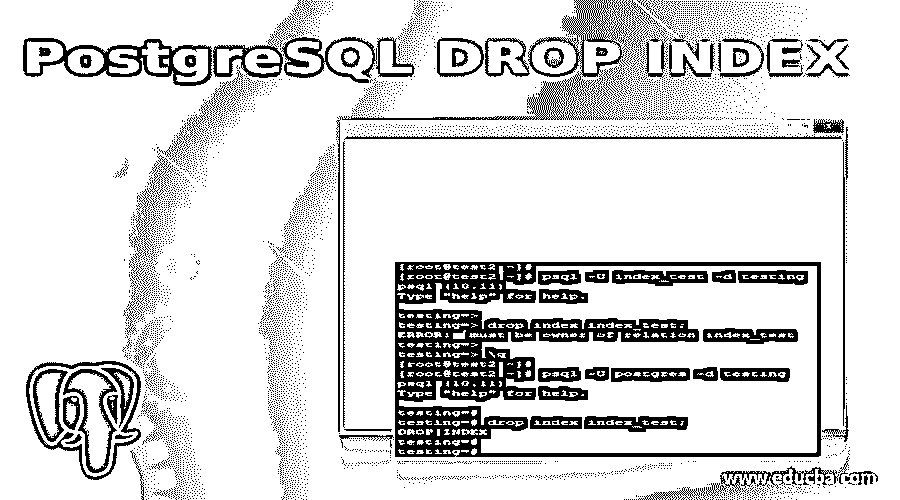 PostgreSQL DROP INDEX
[root@test2 ~]#
[root@test2 ~]# psql -U index_test -d testing
psql (10.11)
Type "help" for help.
testing=>
testing=> drop index index_test;
ERROR:  must be owner of relation index_test
testing=>
testing=> \q
[root@test2 ~]#
[root@test2 ~]# psql -U postgres -d testing
psql (10.11)
Type "help" for help.
testing=#
testing=# drop index index_test;
DROP INDEX
testing=#
testing=#
www.educba.com